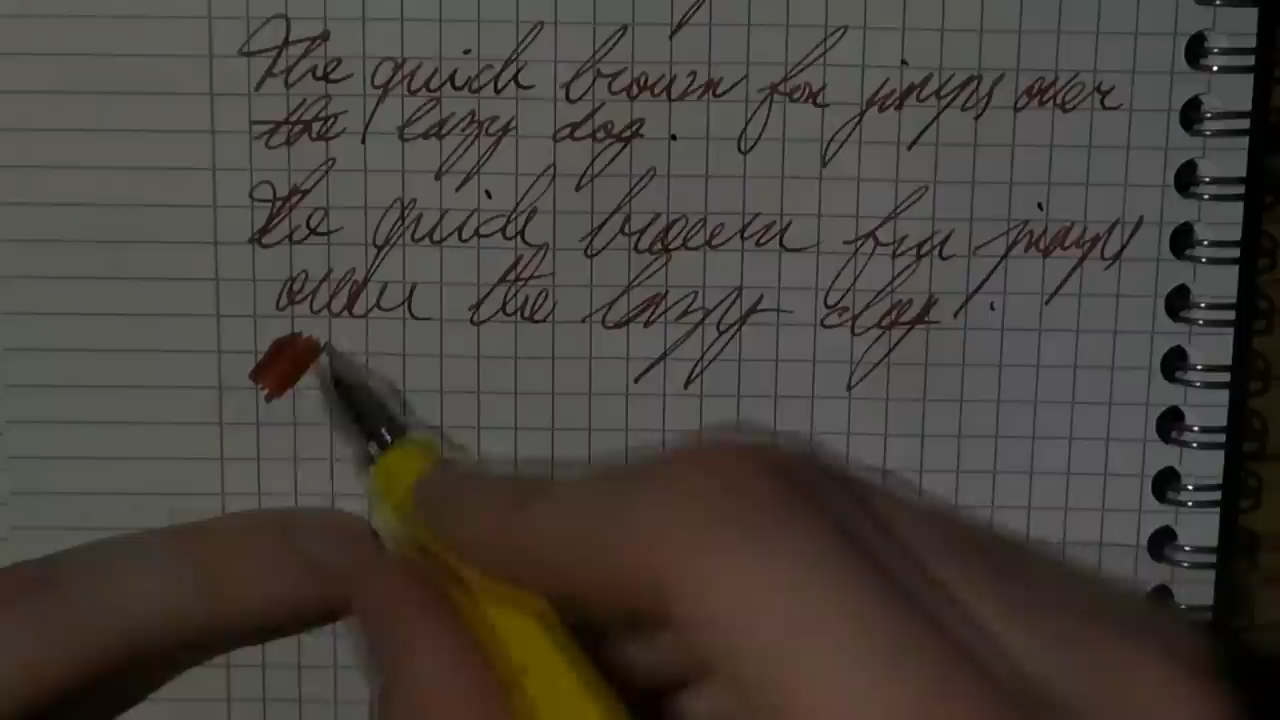 The quick brown fox jumps over
the lazy dog.
The quick brown fox jumps
over the lazy dog.